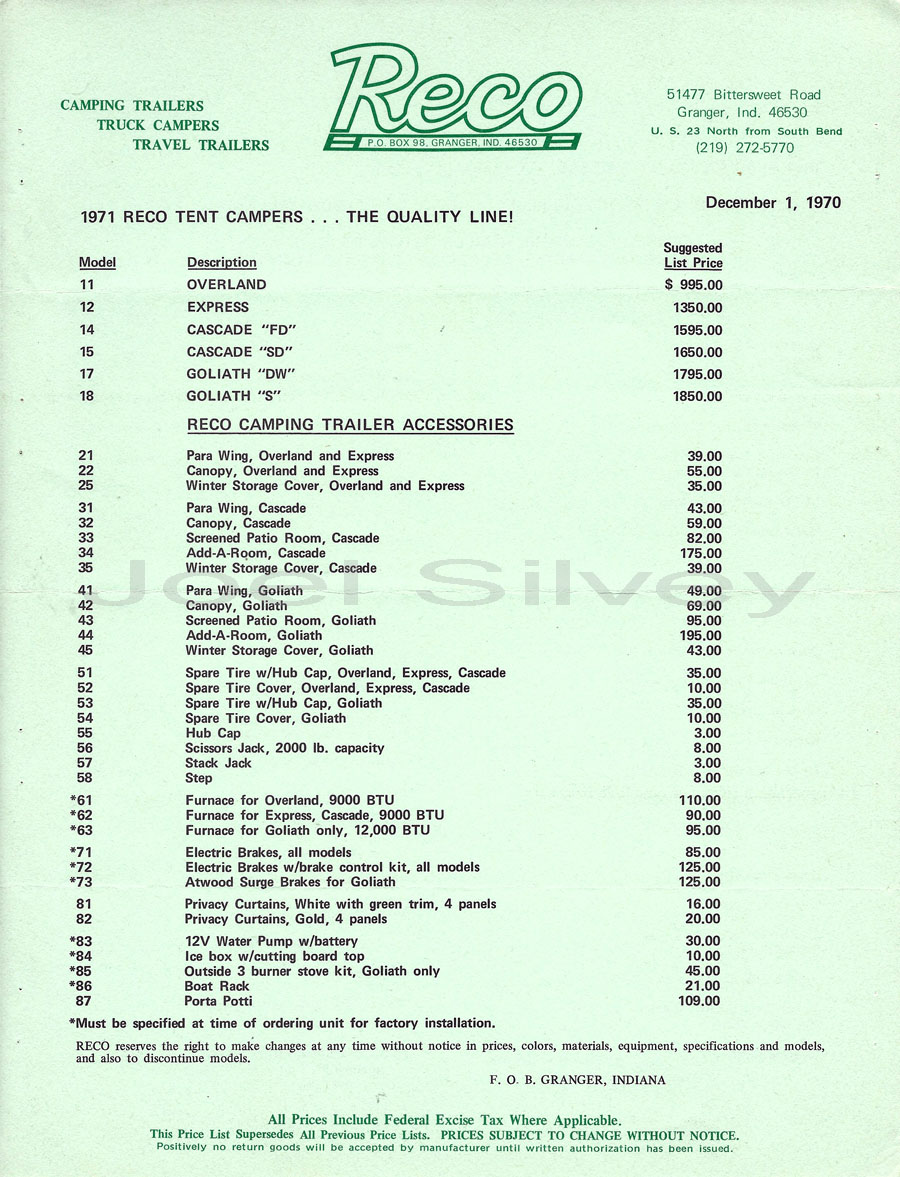 Reco
P.O. BOX 98, GRANGER, IND. 46530
CAMPING TRAILERS
TRUCK CAMPERS
TRAVEL TRAILERS
51477 Bittersweet Road
Granger, Ind. 46530
U. S. 23 North from South Bend
(219) 272-5770
December 1, 1970
1971 RECO TENT CAMPERS . . . THE QUALITY LINE!
Model Description Suggested List Price
11 OVERLAND $ 995.00
12 EXPRESS 1350.00
14 CASCADE "FD" 1595.00
15 CASCADE "SD" 1650.00
17 GOLIATH "DW" 1795.00
18 GOLIATH "S" 1850.00
RECO CAMPING TRAILER ACCESSORIES
21 Para Wing, Overland and Express 39.00
22 Canopy, Overland and Express 55.00
25 Winter Storage Cover, Overland and Express 35.00
31 Para Wing, Cascade 43.00
32 Canopy, Cascade 59.00
33 Screened Patio Room, Cascade 82.00
34 Add-A-Room, Cascade 175.00
35 Winter Storage Cover, Cascade 39.00
Joel Silvey
41 Para Wing, Goliath 49.00
42 Canopy, Goliath 69.00
43 Screened Patio Room, Goliath 95.00
44 Add-A-Room, Goliath 195.00
45 Winter Storage Cover, Goliath 43.00
51 Spare Tire w/Hub Cap, Overland, Express, Cascade 35.00
52 Spare Tire Cover, Overland, Express, Cascade 10.00
53 Spare Tire w/Hub Cap, Goliath 35.00
54 Spare Tire Cover, Goliath 10.00
55 Hub Cap 3.00
56 Scissors Jack, 2000 lb. capacity 8.00
57 Stack Jack 3.00
58 Step 8.00
*61 Furnace for Overland, 9000 BTU 110.00
*62 Furnace for Express, Cascade, 9000 BTU 90.00
*63 Furnace for Goliath only, 12,000 BTU 95.00
*71 Electric Brakes, all models 85.00
*72 Electric Brakes w/brake control kit, all models 125.00
*73 Atwood Surge Brakes for Goliath 125.00
81 Privacy Curtains, White with green trim, 4 panels 16.00
82 Privacy Curtains, Gold, 4 panels 20.00
*83 12V Water Pump w/battery 30.00
*84 Ice box w/cutting board top 10.00
*85 Outside 3 burner stove kit, Goliath only 45.00
*86 Boat Rack 21.00
87 Porta Potti 109.00
*Must be specified at time of ordering unit for factory installation.
RECO reserves the right to make changes at any time without notice in prices, colors, materials, equipment, specifications and models,
and also to discontinue models.
F. O. B. GRANGER, INDIANA
All Prices Include Federal Excise Tax Where Applicable.
This Price List Supersedes All Previous Price Lists. PRICES SUBJECT TO CHANGE WITHOUT NOTICE.
Positively no return goods will be accepted by manufacturer until written authorization has been issued.